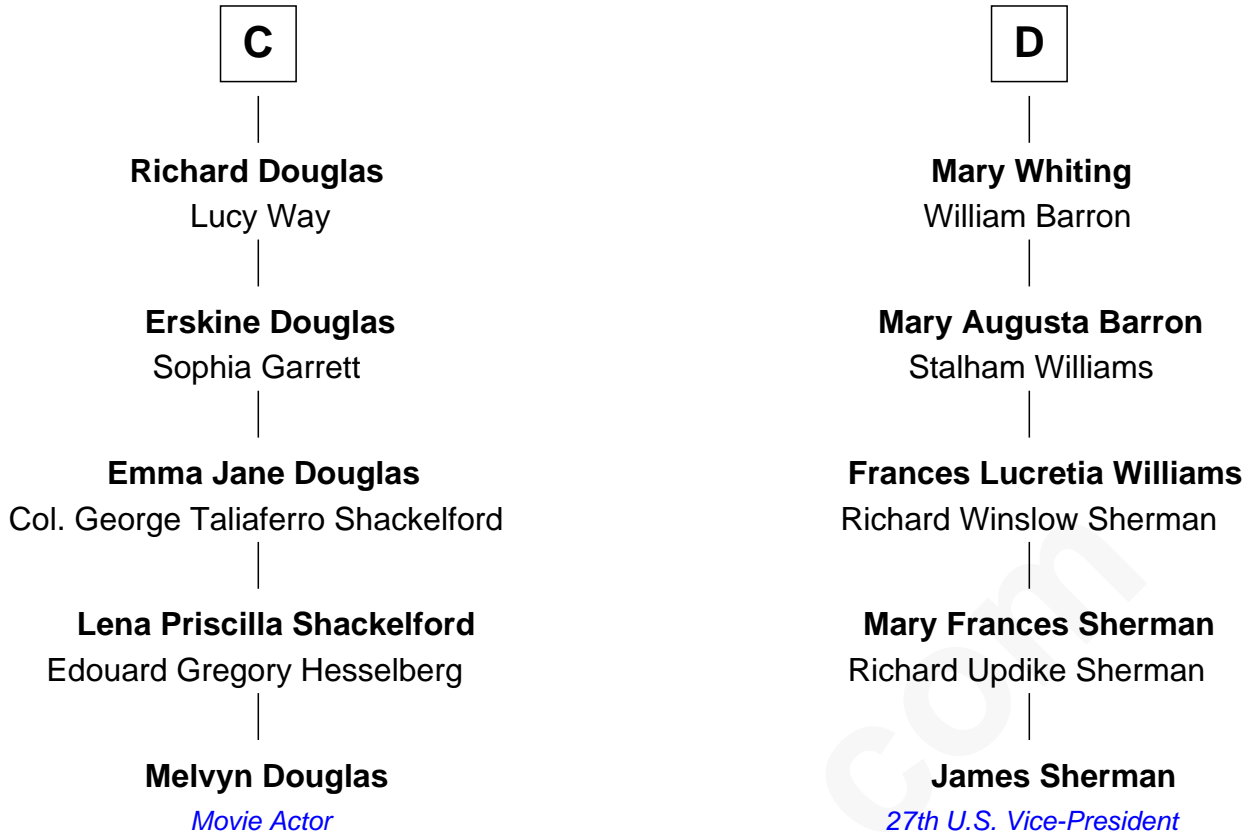 C
Richard Douglas
Lucy Way
Erskine Douglas
Sophia Garrett
Emma Jane Douglas
Col. George Taliaferro Shackelford
Lena Priscilla Shackelford
Edouard Gregory Hesselberg
Melvyn Douglas
Movie Actor
D
Mary Whiting
William Barron
Mary Augusta Barron
Stalham Williams
Frances Lucretia Williams
Richard Winslow Sherman
Mary Frances Sherman
Richard Updike Sherman
James Sherman
27th U.S. Vice-President
com